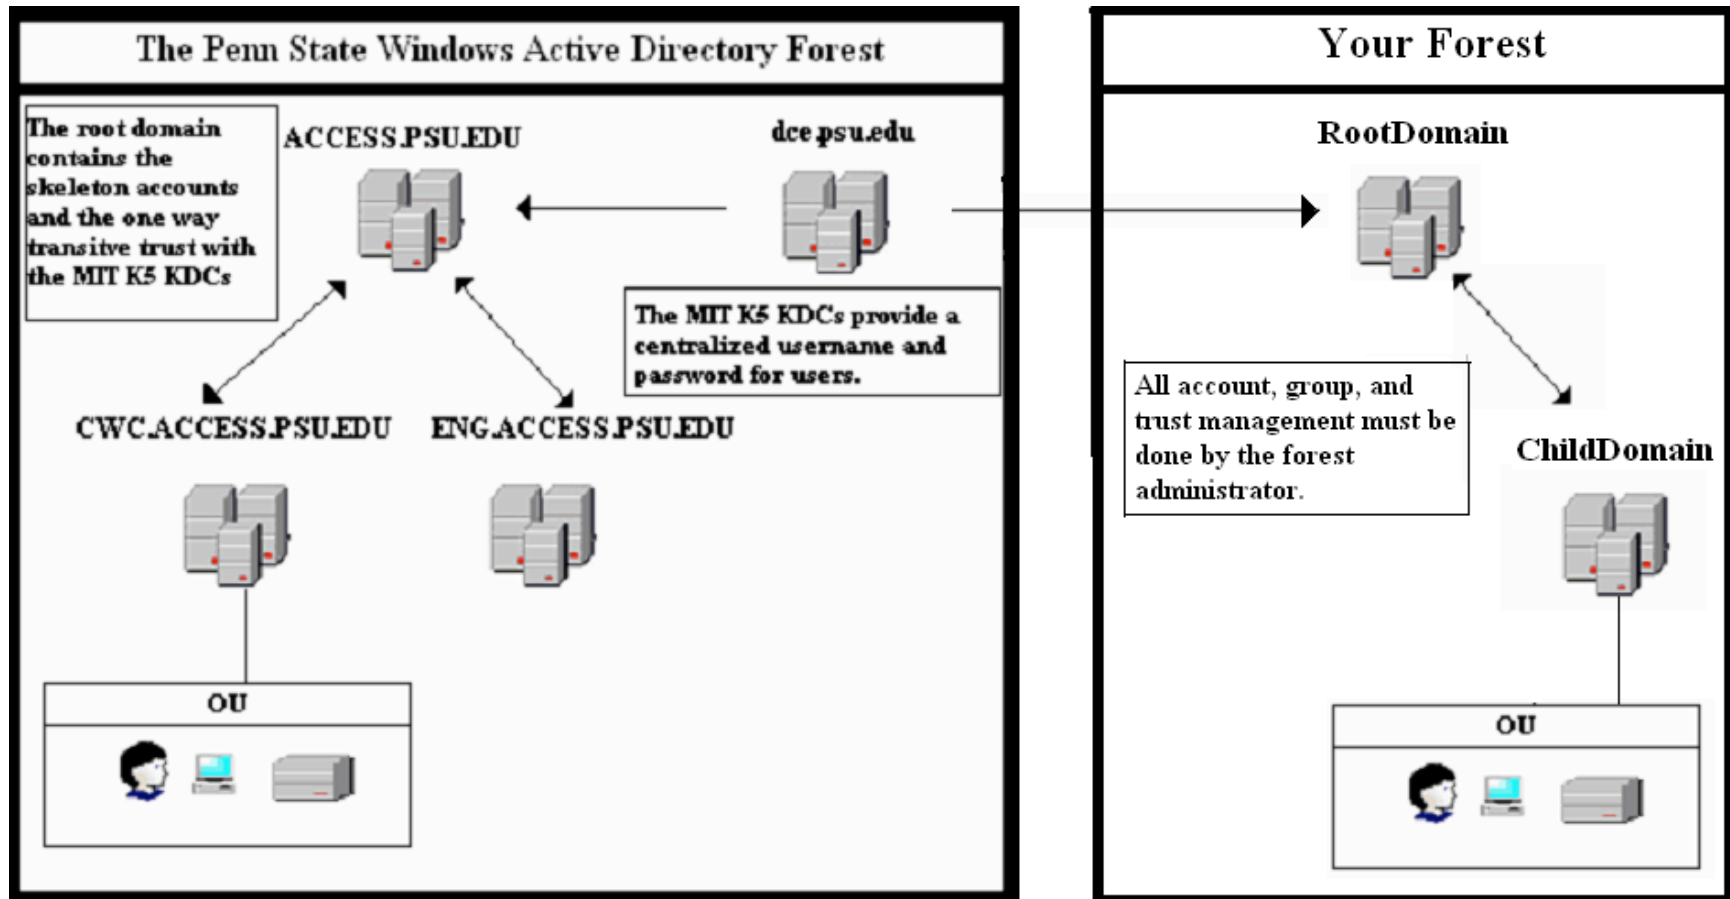 The Penn State Windows Active Directory Forest
The root domain
contains the
skeleton accounts
and the one way
transitve trust with
the MIT K5 KDCs
ACCESS.PSU.EDU
dce.psu.edu
The MIT K5 KDCs provide a
centralized username and
password for users.
CWC.ACCESS.PSU.EDU
ENG.ACCESS.PSU.EDU
OU
Your Forest
RootDomain
All account, group, and
trust management must be
done by the forest
administrator.
ChildDomain
OU